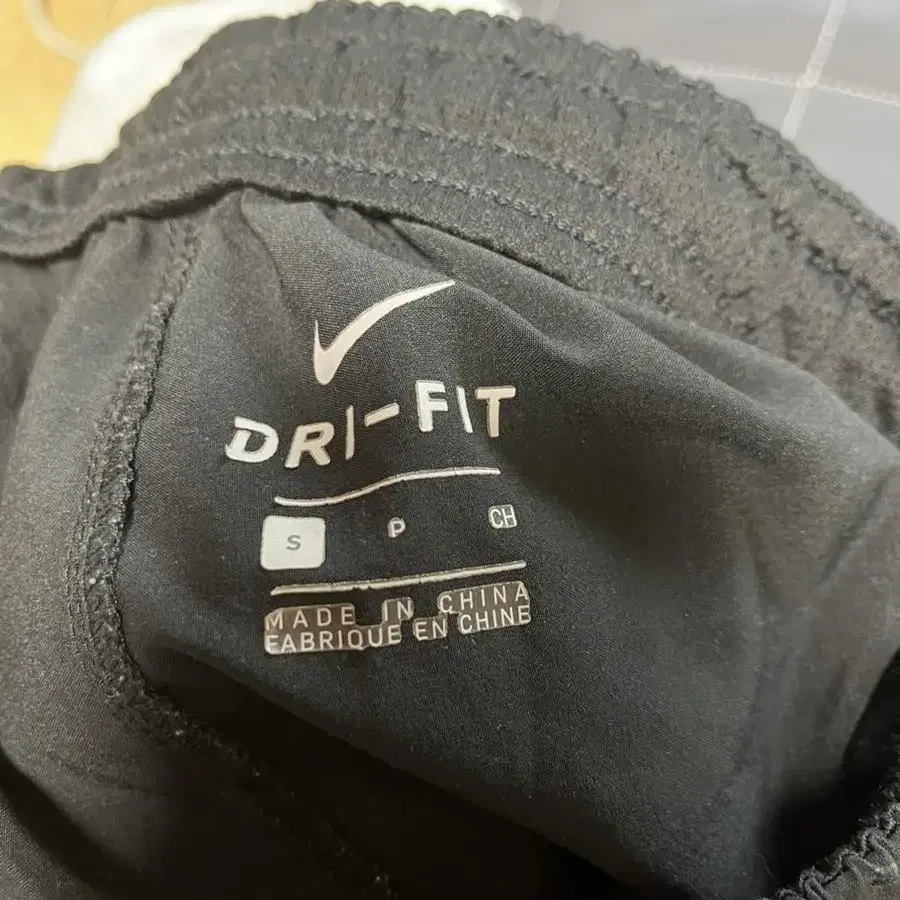 DRI-FIT
S P CH
MADE IN CHINA
FABRIQUE EN CHINE